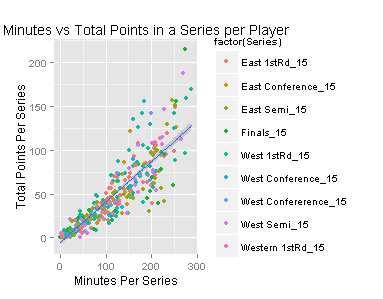 Minutes vs Total Points in a Series per Player
factor(Series)
East 1stRd_15
East Conference_15
East Semi_15
Finals_15
West 1stRd_15
West Conference_15
West Confererence_15
West Semi_15
Western 1stRd_15
Total Points Per Series
200
150
100
50
0
0
100
200
300
Minutes Per Series